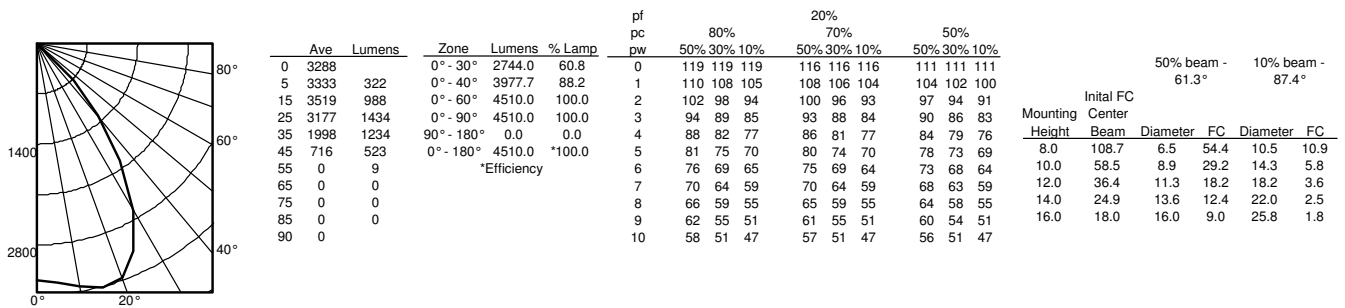 80°
60°
40°
1400
2800
0° 20°
Ave Lumens
0 3288
5 3333 322
15 3519 988
25 3177 1434
35 1998 1234
45 716 523
55 0 9
65 0 0
75 0 0
85 0 0
90 0
Zone Lumens % Lamp
0° - 30° 2744.0 60.8
0° - 40° 3977.7 88.2
0° - 60° 4510.0 100.0
0° - 90° 4510.0 100.0
90° - 180° 0.0 0.0
0° - 180° 4510.0 *100.0
*Efficiency
pf 20%
pc 80% 70% 50%
pw 50% 30% 10% 50% 30% 10% 50% 30% 10%
0 119 119 119 116 116 116 111 111 111
1 110 108 105 108 106 104 104 102 100
2 102 98 94 100 96 93 97 94 91
3 94 89 85 93 88 84 90 86 83
4 88 82 77 86 81 77 84 79 76
5 81 75 70 80 74 70 78 73 69
6 76 69 65 75 69 64 73 68 64
7 70 64 59 70 64 59 68 63 59
8 66 59 55 65 59 55 64 58 55
9 62 55 51 61 55 51 60 54 51
10 58 51 47 57 51 47 56 51 47
50% beam - 10% beam -
61.3° 87.4°
Inital FC
Mounting Center
Height Beam Diameter FC Diameter FC
8.0 108.7 6.5 54.4 10.5 10.9
10.0 58.5 8.9 29.2 14.3 5.8
12.0 36.4 11.3 18.2 18.2 3.6
14.0 24.9 13.6 12.4 22.0 2.5
16.0 18.0 16.0 9.0 25.8 1.8